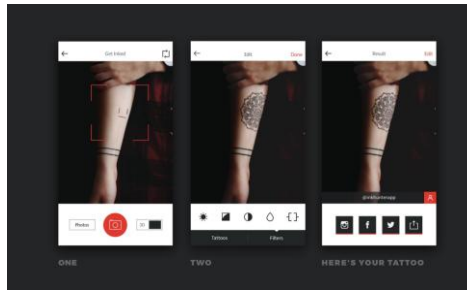 Get Inked
Photos
3D
ONE
Edit
Done
Tattoos
Filters
TWO
Result
Edit
@inkhunterapp
HERE'S YOUR TATTOO